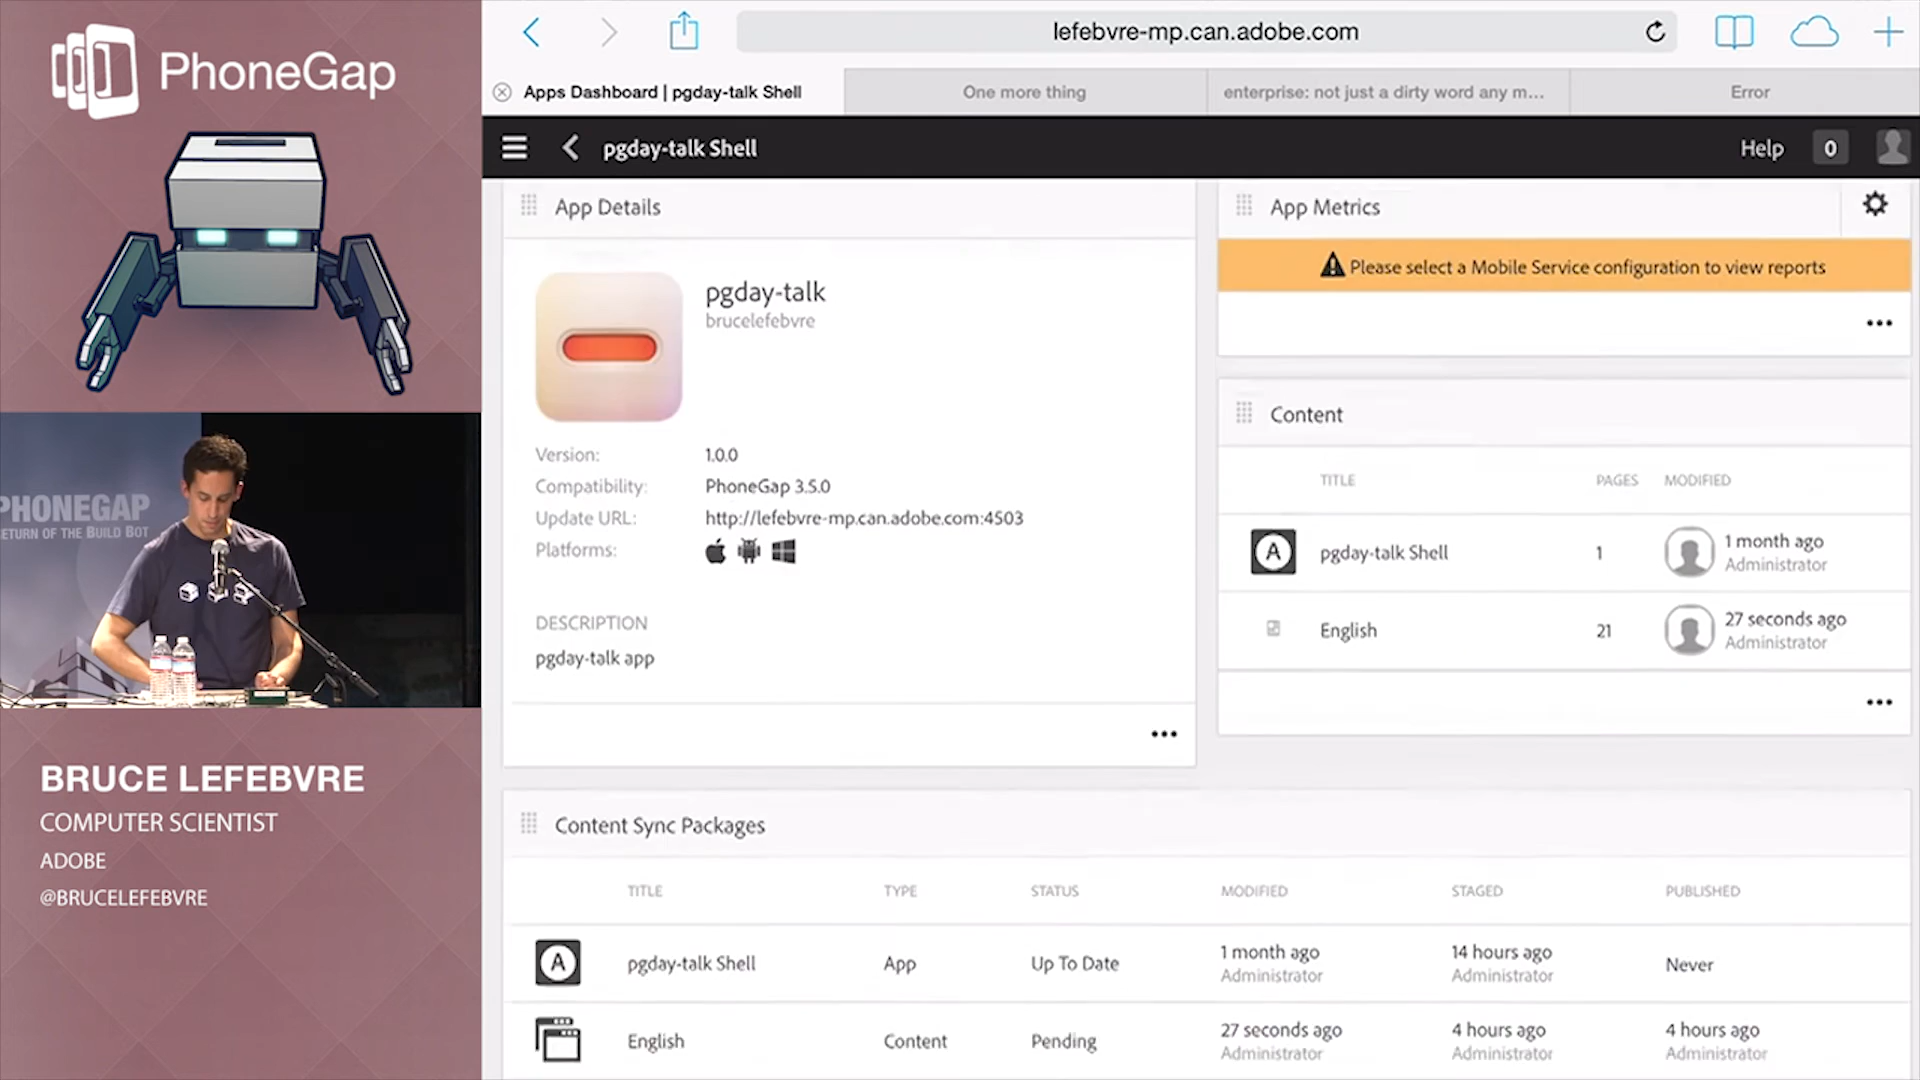 PhoneGap
PHONEGAP
ETURN OF THE BUILD BOT
BRUCE LEFEBVRE
COMPUTER SCIENTIST
ADOBE
@BRUCELEFEBVRE
lefebvre-mp.can.adobe.com
Apps Dashboard | pgday-talk Shell
One more thing
enterprise: not just a dirty word any m...
Error
pgday-talk Shell
Help
0
App Details
pgday-talk
brucelefebvre
Version: 1.0.0
Compatibility: PhoneGap 3.5.0
Update URL: http://lefebvre-mp.can.adobe.com:4503
Platforms:
DESCRIPTION
pgday-talk app
App Metrics
Please select a Mobile Service configuration to view reports
Content
TITLE PAGES MODIFIED
A pgday-talk Shell 1 1 month ago
Administrator
English 21 27 seconds ago
Administrator
Content Sync Packages
TITLE TYPE STATUS MODIFIED STAGED PUBLISHED
A pgday-talk Shell App Up To Date 1 month ago 14 hours ago Never
Administrator Administrator
English Content Pending 27 seconds ago 4 hours ago 4 hours ago
Administrator Administrator Administrator